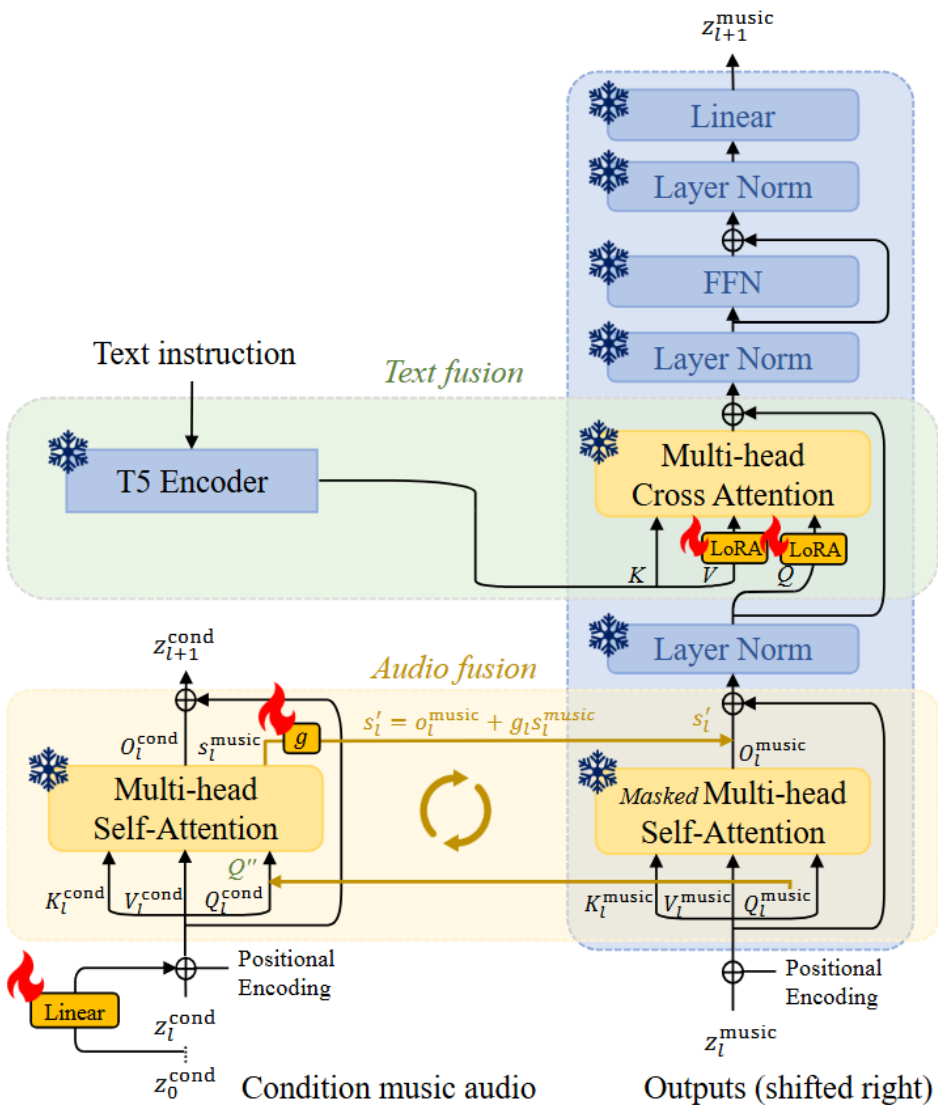 z_{l+1}^{music}
Linear
Layer Norm
FFN
Layer Norm
Text instruction
Text fusion
T5 Encoder
Multi-head
Cross Attention
LoRA
LoRA
K
V
Q
Layer Norm
z_{l+1}^{cond}
Audio fusion
O_l^{cond}
s_l^{music}
g
s_l' = o_l^{music} + g_l s_l^{music}
s_l'
O_l^{music}
Multi-head
Self-Attention
Masked Multi-head
Self-Attention
Q''
K_l^{cond}
V_l^{cond}
Q_l^{cond}
K_l^{music}
V_l^{music}
Q_l^{music}
Positional
Encoding
Positional
Encoding
Linear
z_l^{cond}
z_l^{music}
z_0^{cond}
Condition music audio
Outputs (shifted right)